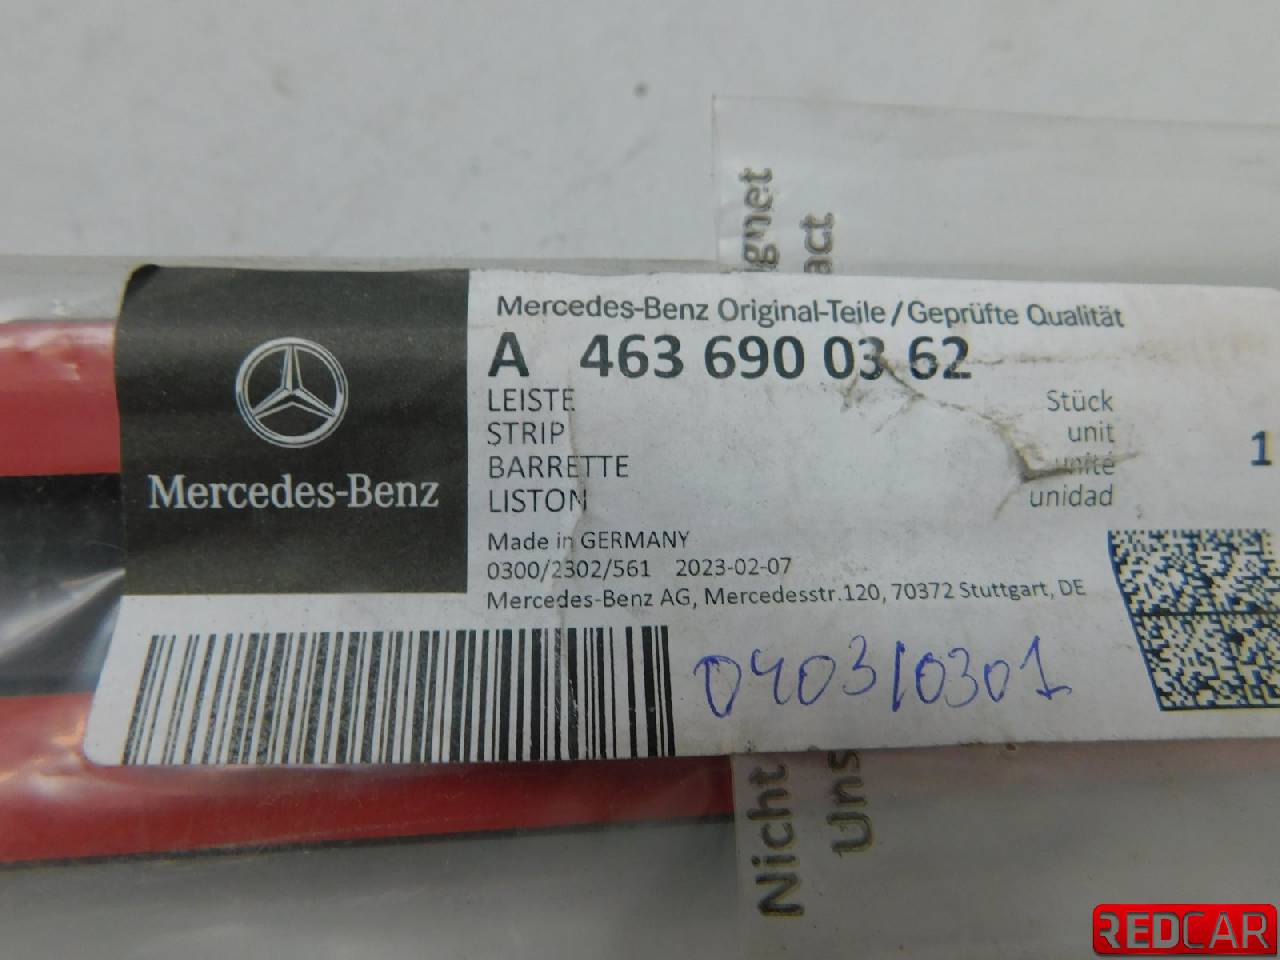 gnet
act
Mercedes-Benz Original-Teile/Geprüfte Qualität
A 463 690 03 62
LEISTE
STRIP
BARRETTE
LISTON
Stück
unit
unité
unidad
1
Mercedes-Benz
Made in GERMANY
0300/2302/561 2023-02-07
Mercedes-Benz AG, Mercedesstr.120, 70372 Stuttgart, DE
040310301
Nicht
Uns
REDCAR